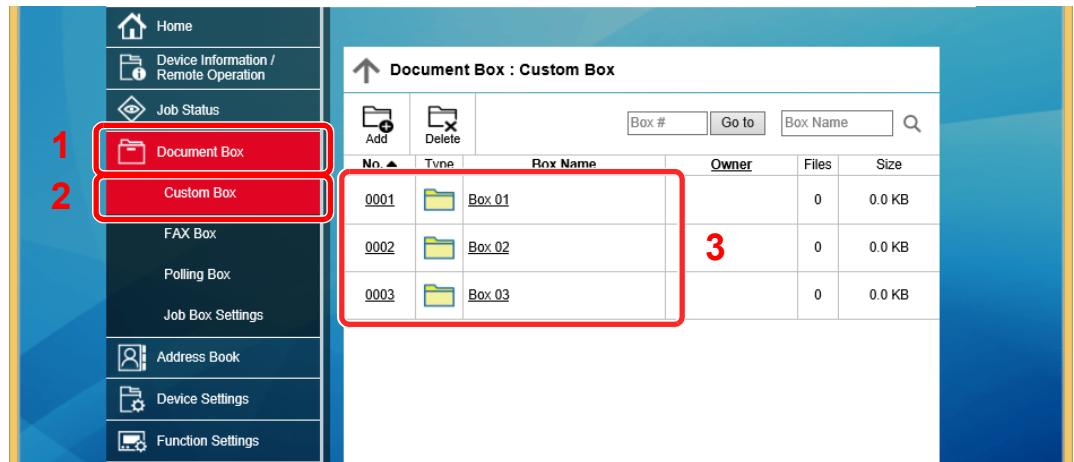 Home
Device Information /
Remote Operation
Job Status
1
Document Box
2
Custom Box
FAX Box
Polling Box
Job Box Settings
Address Book
Device Settings
Function Settings
Document Box : Custom Box
Add
Delete
Box #
Go to
Box Name
No. Type Box Name Owner Files Size
0001 Box 01 0 0.0 KB
0002 Box 02 0 0.0 KB
3
0003 Box 03 0 0.0 KB